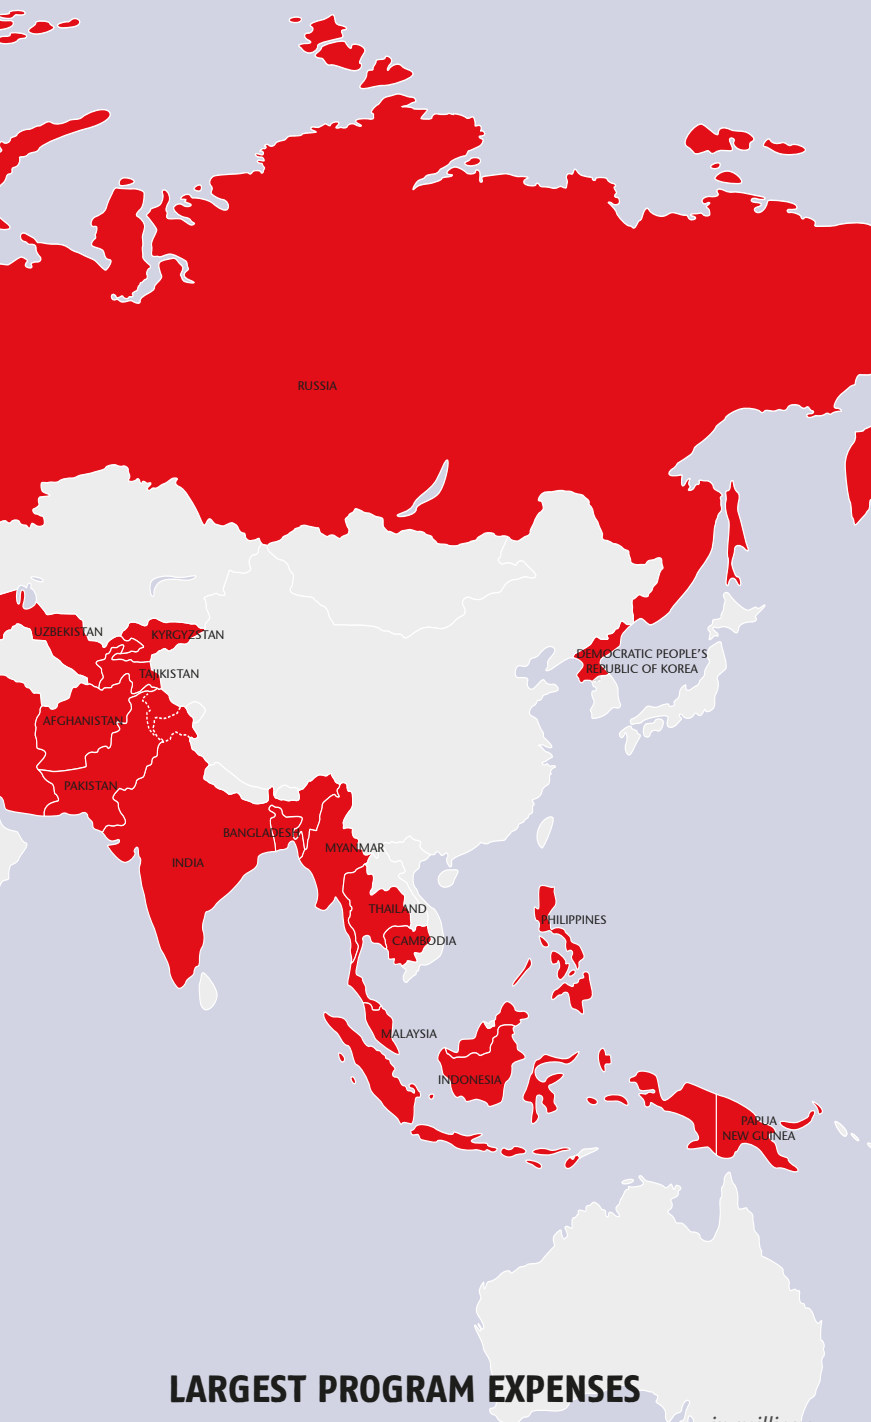 RUSSIA
UZBEKISTAN
KYRGYZSTAN
DEMOCRATIC PEOPLE'S
REPUBLIC OF KOREA
TAJIKISTAN
AFGHANISTAN
PAKISTAN
BANGLADESH
MYANMAR
INDIA
THAILAND
PHILIPPINES
CAMBODIA
MALAYSIA
INDONESIA
PAPUA
NEW GUINEA
LARGEST PROGRAM EXPENSES